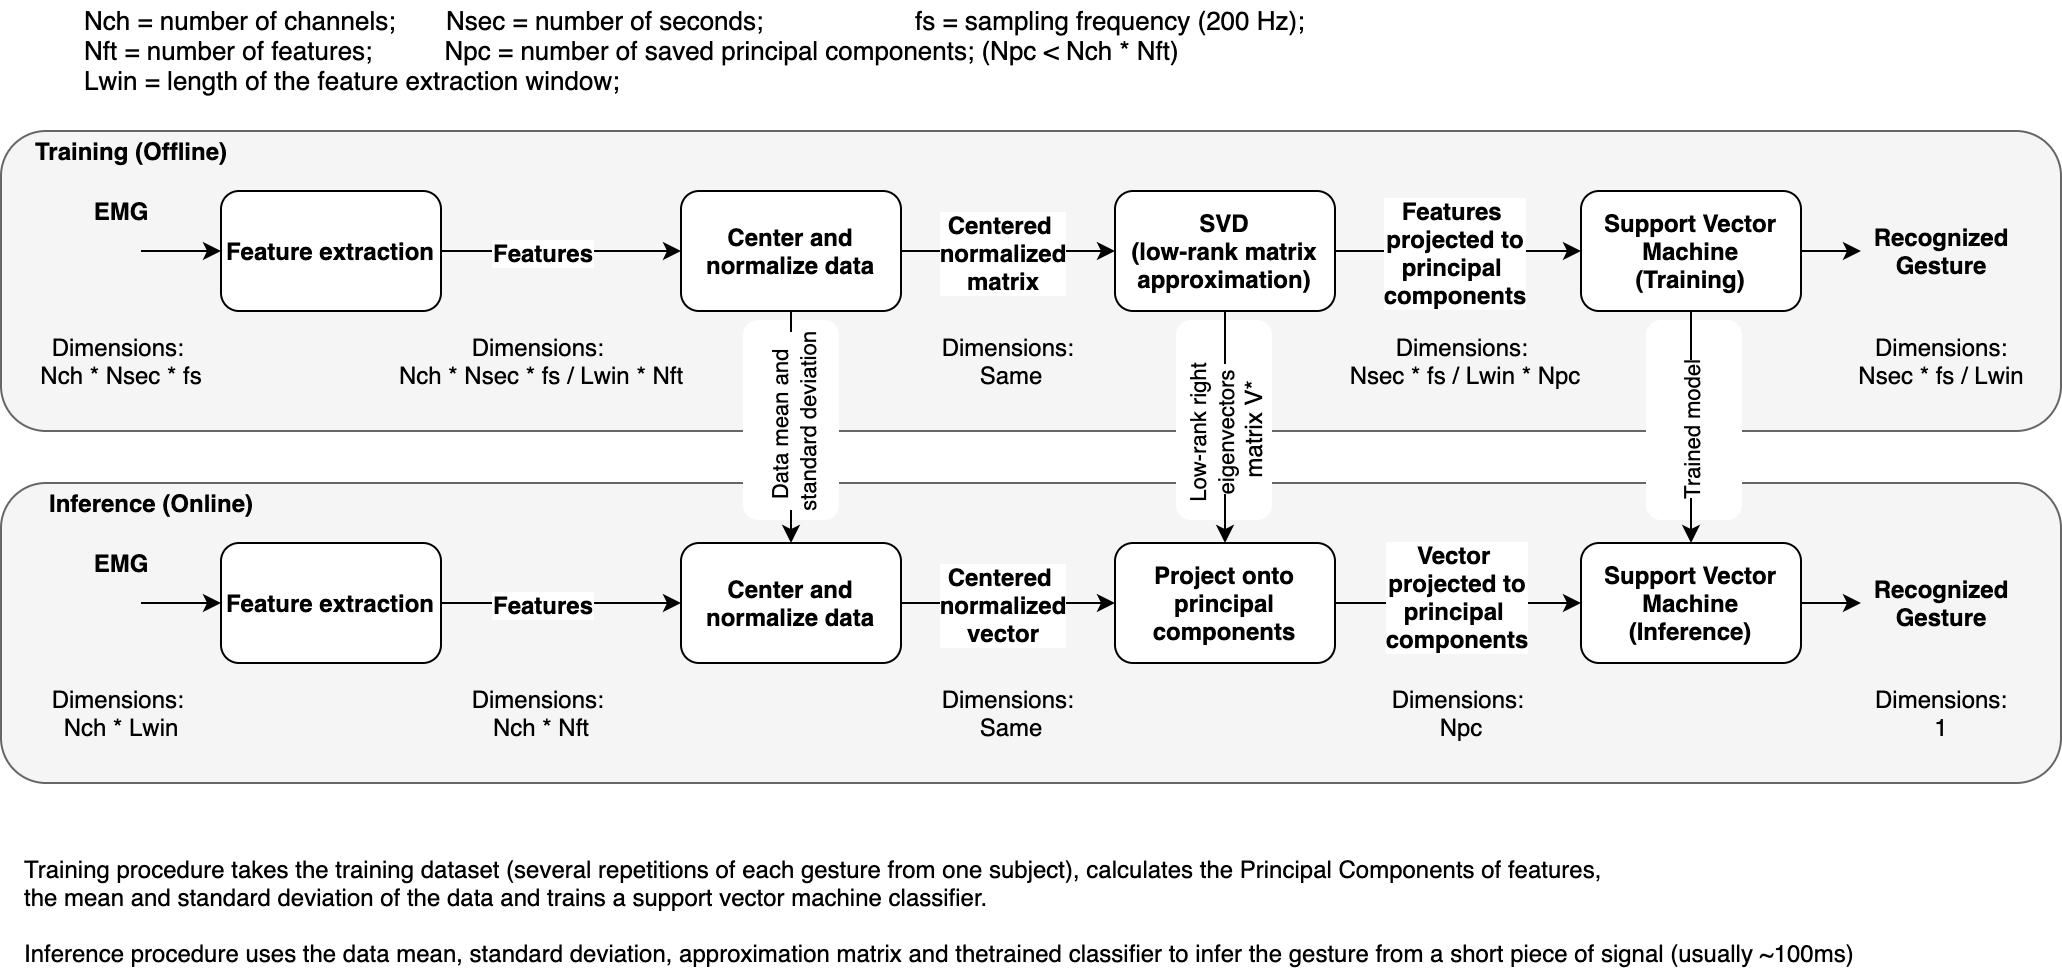 Nch = number of channels; Nsec = number of seconds; fs = sampling frequency (200 Hz);
Nft = number of features; Npc = number of saved principal components; (Npc < Nch * Nft)
Lwin = length of the feature extraction window;
Training (Offline)
EMG
Feature extraction
Features
Center and
normalize data
Centered
normalized
matrix
SVD
(low-rank matrix
approximation)
Features
projected to
principal
components
Support Vector
Machine
(Training)
Recognized
Gesture
Dimensions:
Nch * Nsec * fs
Dimensions:
Nch * Nsec * fs / Lwin * Nft
Data mean and
standard deviation
Dimensions:
Same
Low-rank right
eigenvectors
matrix V*
Dimensions:
Nsec * fs / Lwin * Npc
Trained model
Dimensions:
Nsec * fs / Lwin
Inference (Online)
EMG
Feature extraction
Features
Center and
normalize data
Centered
normalized
vector
Project onto
principal
components
Vector
projected to
principal
components
Support Vector
Machine
(Inference)
Recognized
Gesture
Dimensions:
Nch * Lwin
Dimensions:
Nch * Nft
Dimensions:
Same
Dimensions:
Npc
Dimensions:
1
Training procedure takes the training dataset (several repetitions of each gesture from one subject), calculates the Principal Components of features,
the mean and standard deviation of the data and trains a support vector machine classifier.
Inference procedure uses the data mean, standard deviation, approximation matrix and thetrained classifier to infer the gesture from a short piece of signal (usually ~100ms)